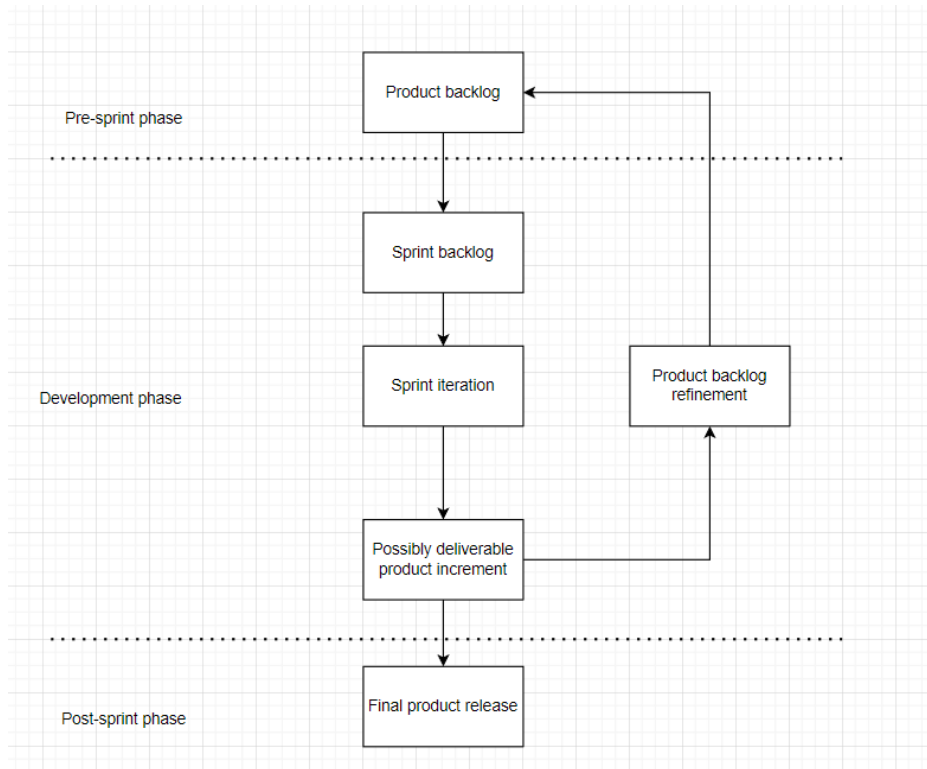 Product backlog
Pre-sprint phase
Sprint backlog
Sprint iteration
Product backlog
refinement
Development phase
Possibly deliverable
product increment
Final product release
Post-sprint phase